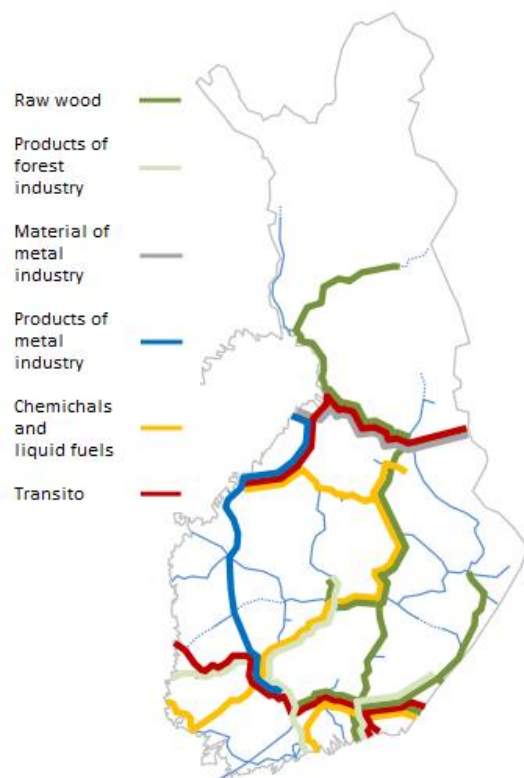 Raw wood
Products of
forest
industry
Material of
metal
industry
Products of
metal
industry
Chemichals
and
liquid fuels
Transito